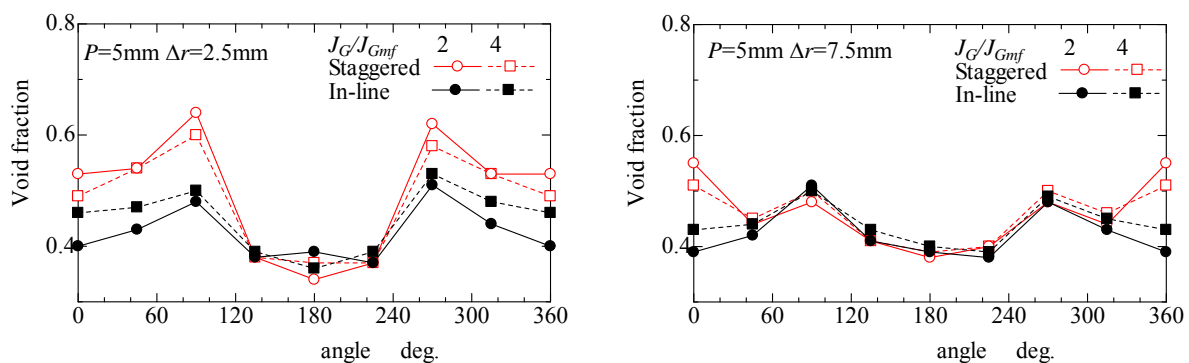 P=5mm Δr=2.5mm
J_G/J_Gmf 2 4
Staggered
In-line
Void fraction
0.8
0.6
0.4
0 60 120 180 240 300 360
angle deg.
P=5mm Δr=7.5mm
J_G/J_Gmf 2 4
Staggered
In-line
Void fraction
0.8
0.6
0.4
0 60 120 180 240 300 360
angle deg.